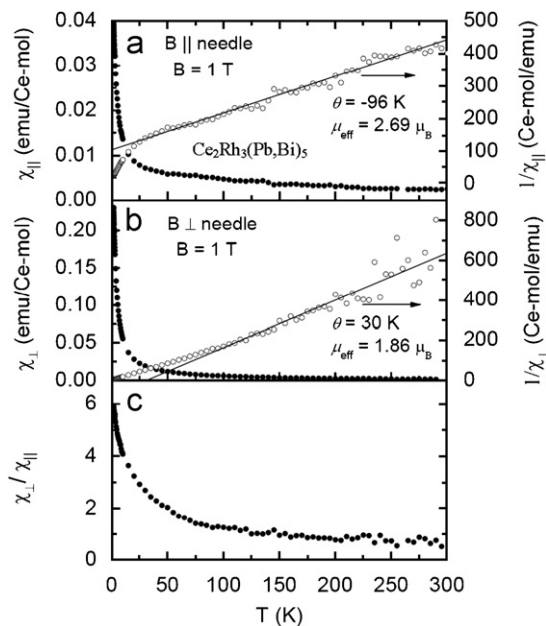 a
B || needle
B = 1 T
θ = -96 K
μeff = 2.69 μB
Ce2Rh3(Pb,Bi)5
0.04
0.03
0.02
0.01
0.00
χ|| (emu/Ce-mol)
500
400
300
200
100
0
1/χ|| (Ce-mol/emu)
b
B ⊥ needle
B = 1 T
θ = 30 K
μeff = 1.86 μB
0.20
0.15
0.10
0.05
0.00
χ⊥ (emu/Ce-mol)
800
600
400
200
0
1/χ⊥ (Ce-mol/emu)
c
6
4
2
0
χ⊥/ χ||
0 50 100 150 200 250 300
T (K)